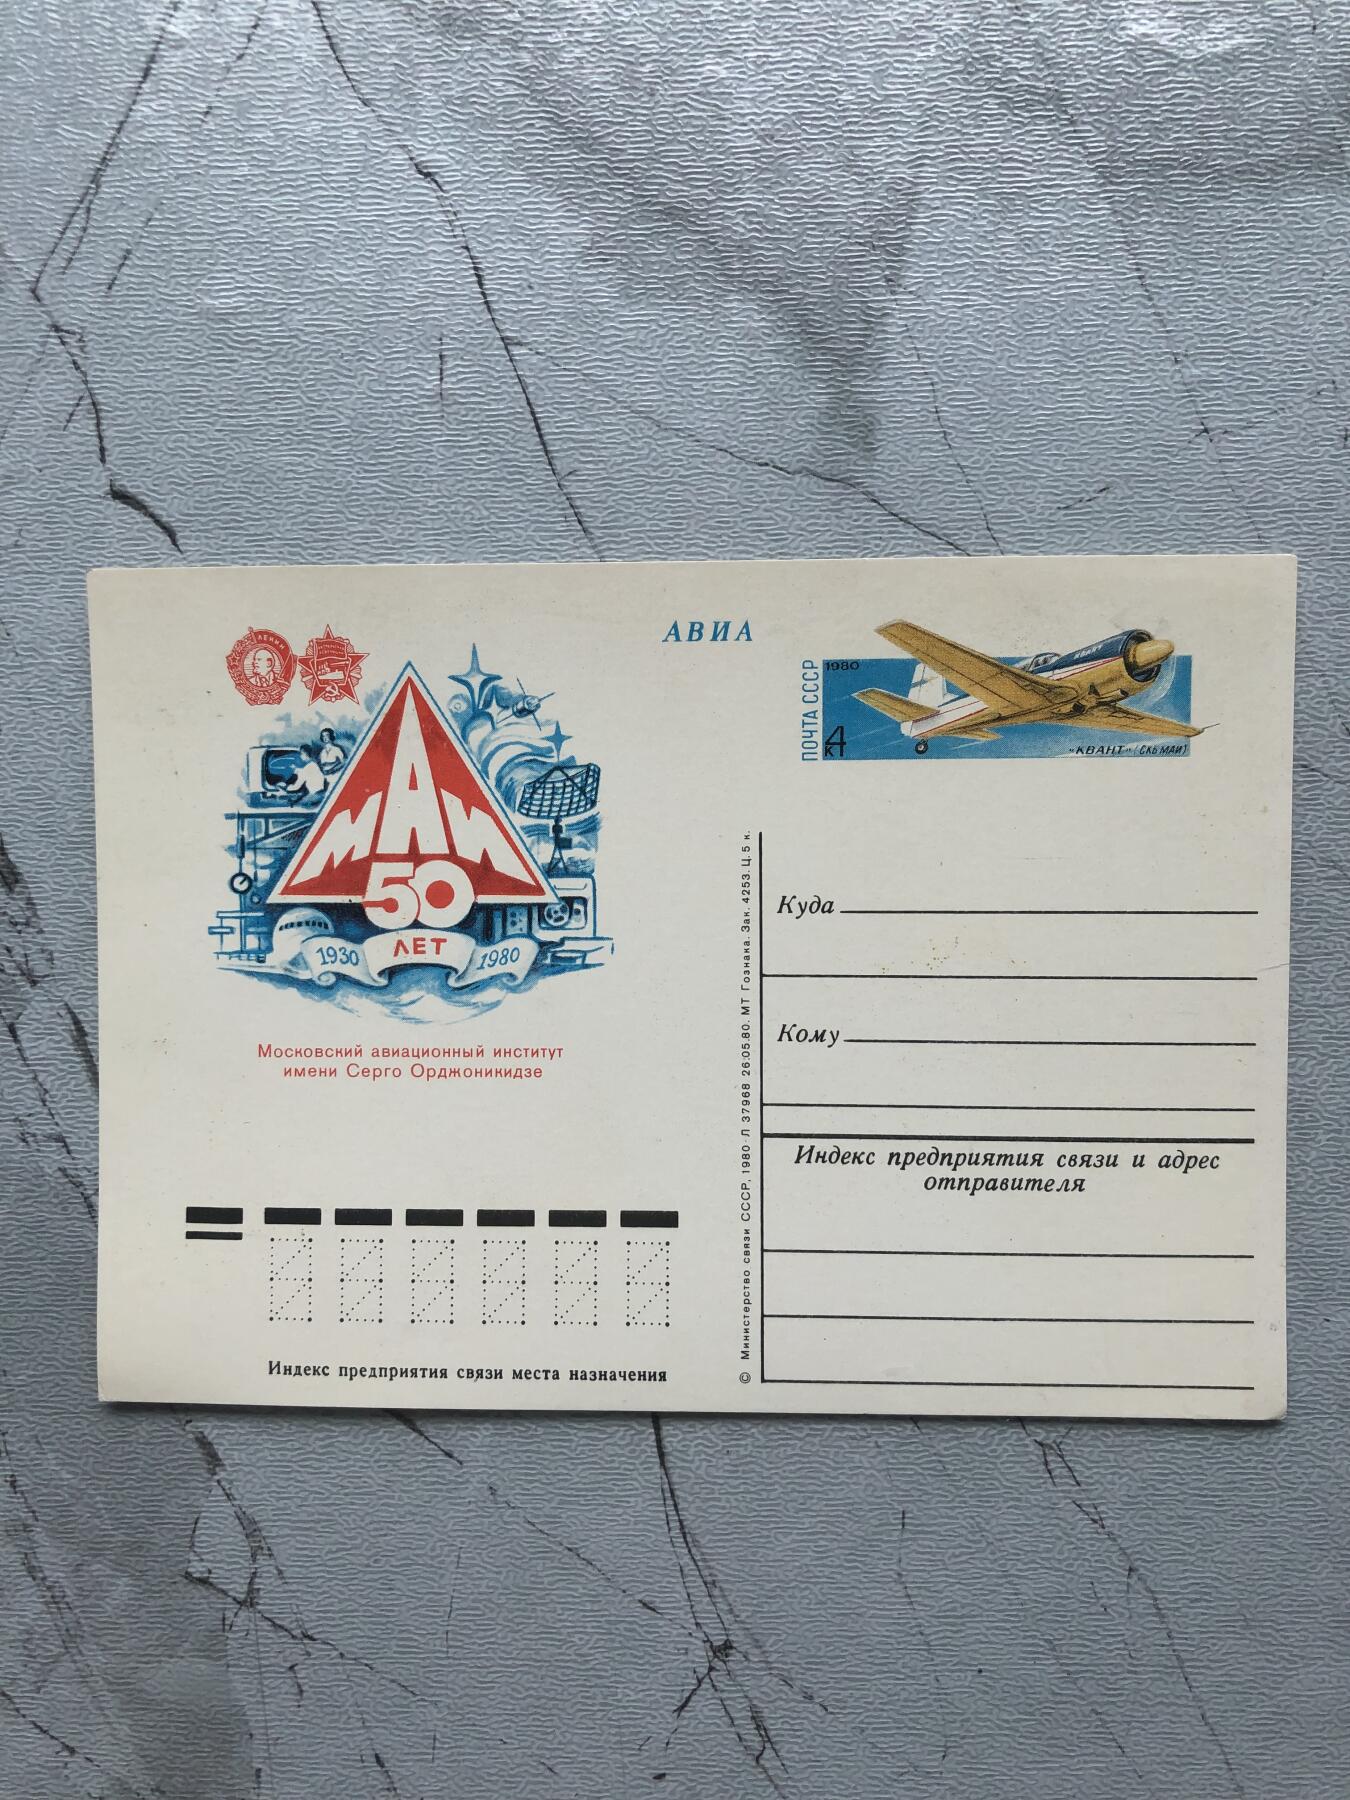 ЛЕНИН
АВИА
ПОЧТА СССР
1980
4
К
КВАНТ
"КВАНТ" (СКБ МАИ)
МАИ
50
ЛЕТ
1930
1980
Московский авиационный институт
имени Серго Орджоникидзе
Куда
Кому
Индекс предприятия связи и адрес
отправителя
Индекс предприятия связи места назначения
© Министерство связи СССР, 1980. Л 37968 26.05.80. МТ Гознака. Зак. 4253. Ц. 5 к.